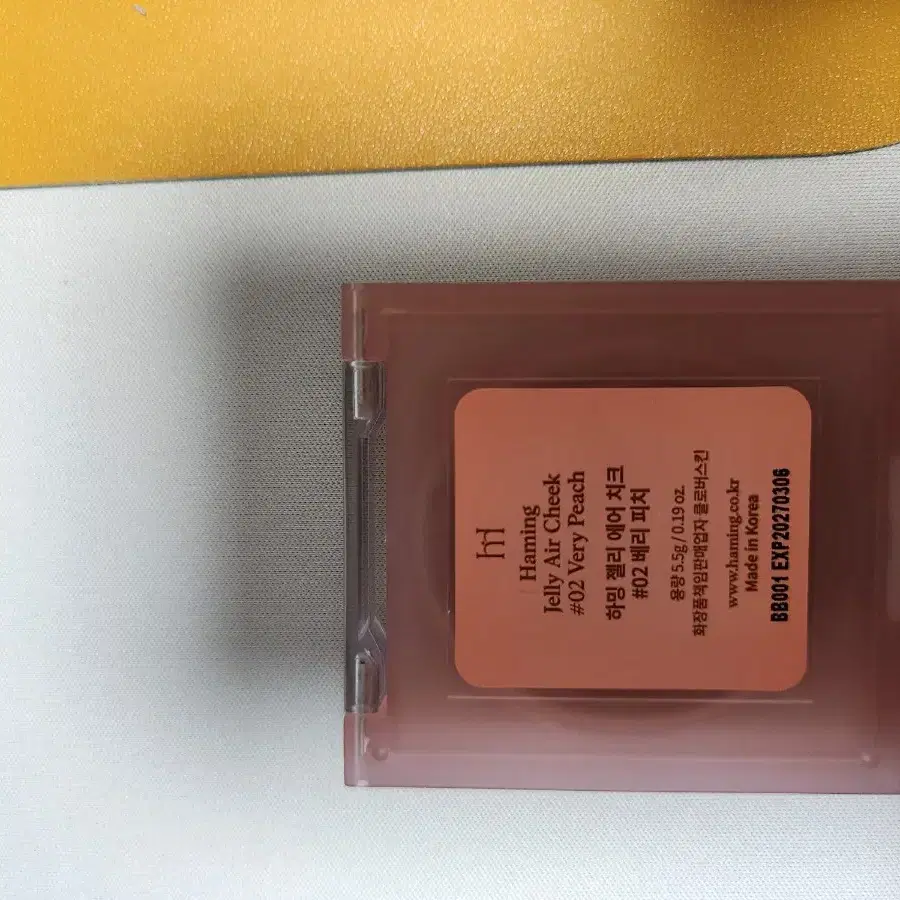 hm
Haming
Jelly Air Cheek
#02 Very Peach
하밍 젤리 에어 치크
#02 베리 피치
용량 5.5g / 0.19 oz.
화장품책임판매업자 클로버스킨
www.haming.co.kr
Made in Korea
BB001 EXP20270306